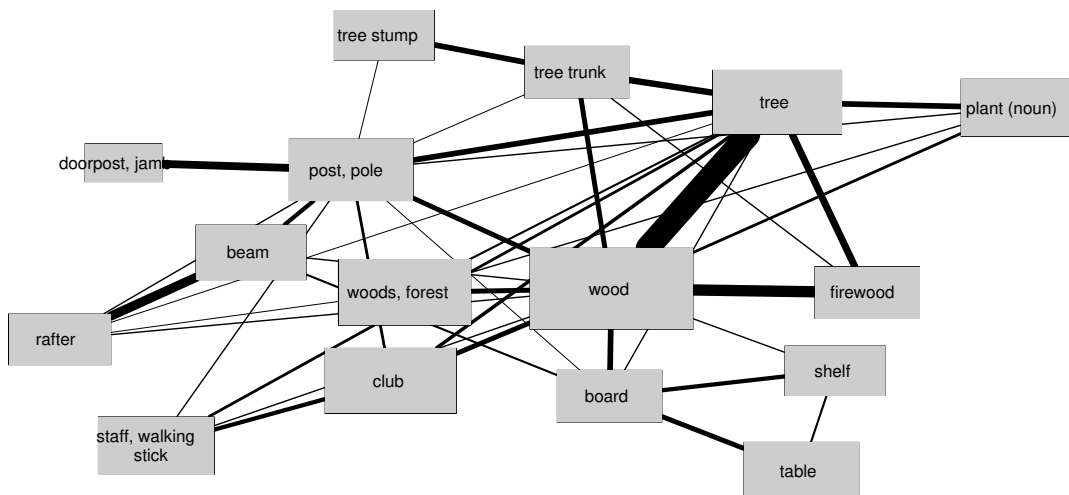 tree stump
tree trunk
tree
plant (noun)
doorpost, jam
post, pole
beam
woods, forest
wood
firewood
rafter
club
board
shelf
staff, walking
stick
table